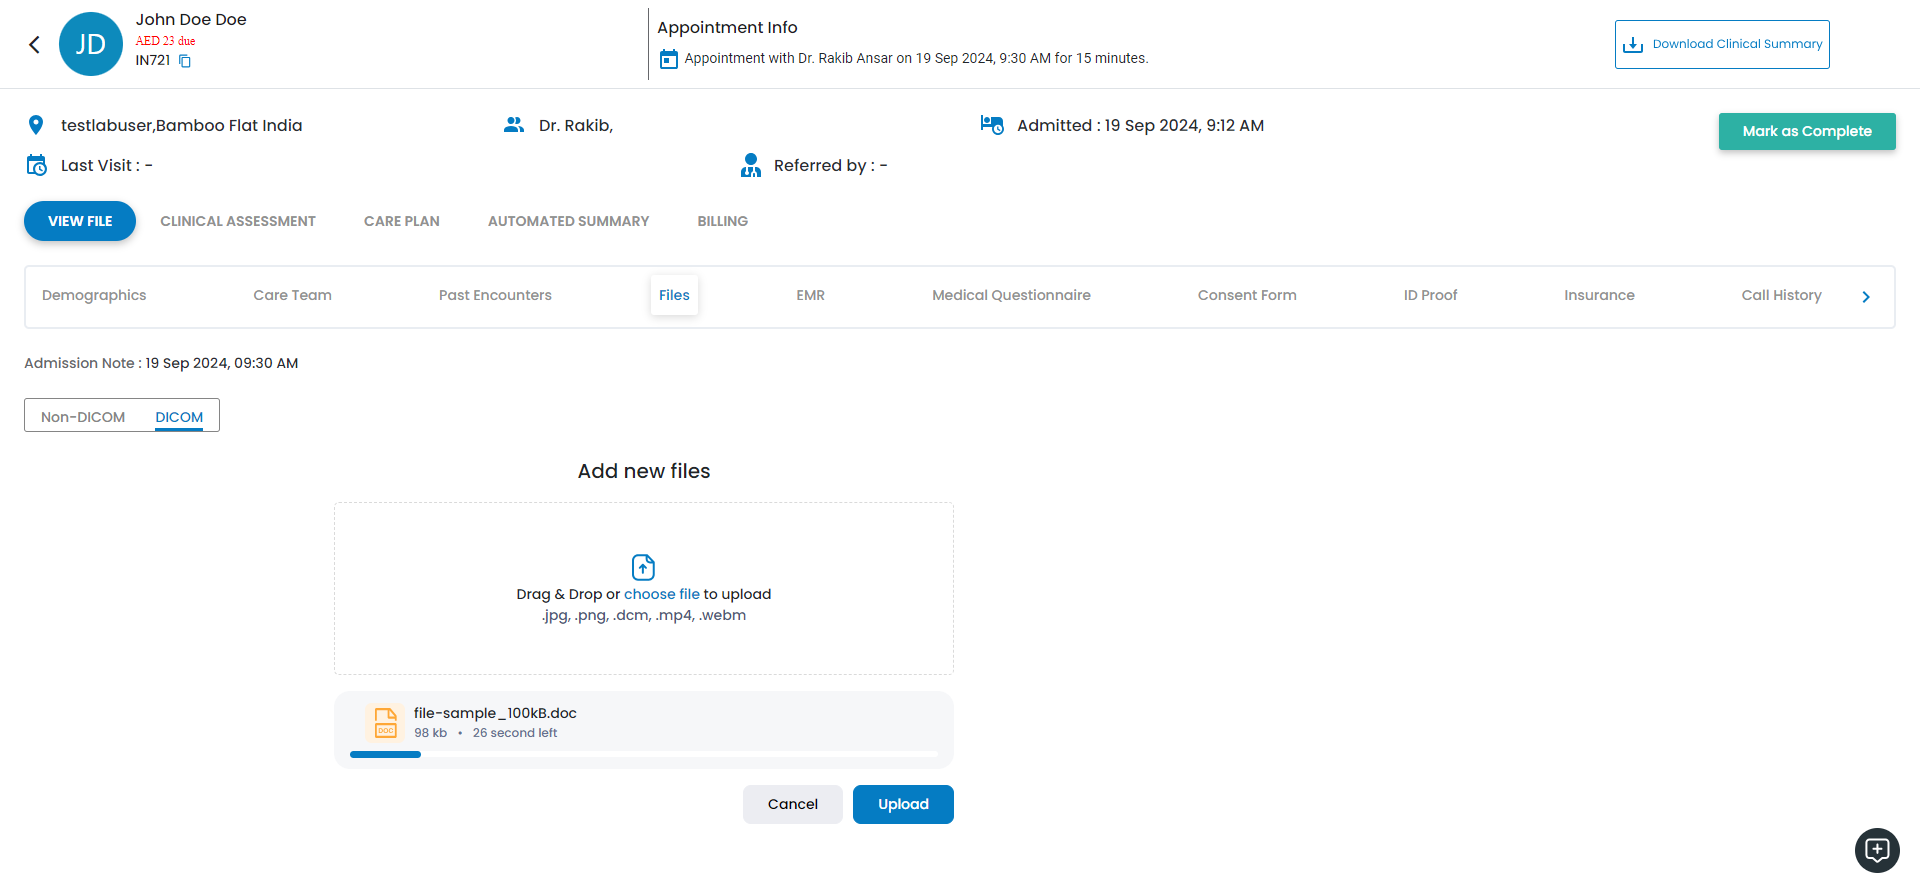 JD
John Doe Doe
AED 23 due
IN721
Appointment Info
Appointment with Dr. Rakib Ansar on 19 Sep 2024, 9:30 AM for 15 minutes.
Download Clinical Summary
testlabuser,Bamboo Flat India
Dr. Rakib,
Admitted : 19 Sep 2024, 9:12 AM
Mark as Complete
Last Visit : -
Referred by : -
VIEW FILE
CLINICAL ASSESSMENT
CARE PLAN
AUTOMATED SUMMARY
BILLING
Demographics
Care Team
Past Encounters
Files
EMR
Medical Questionnaire
Consent Form
ID Proof
Insurance
Call History
Admission Note : 19 Sep 2024, 09:30 AM
Non-DICOM
DICOM
Add new files
Drag & Drop or choose file to upload
.jpg, .png, .dcm, .mp4, .webm
DOC
file-sample_100kB.doc
98 kb • 26 second left
Cancel
Upload